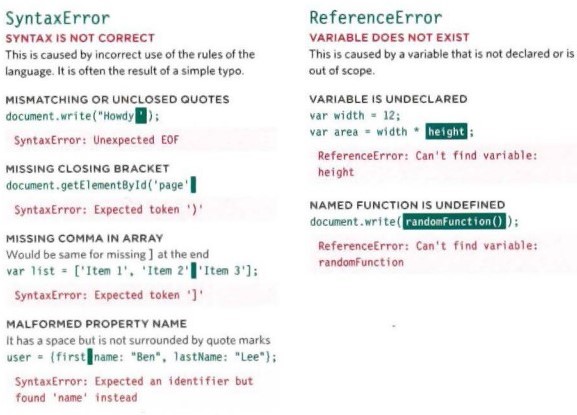 SyntaxError
SYNTAX IS NOT CORRECT
This is caused by incorrect use of the rules of the
language. It is often the result of a simple typo.
MISMATCHING OR UNCLOSED QUOTES
document.write("Howdy');
SyntaxError: Unexpected EOF
MISSING CLOSING BRACKET
document.getElementById('page'
SyntaxError: Expected token ')'
MISSING COMMA IN ARRAY
Would be same for missing ] at the end
var list = ['Item 1', 'Item 2' 'Item 3'];
SyntaxError: Expected token ']'
MALFORMED PROPERTY NAME
It has a space but is not surrounded by quote marks
user = {first name: "Ben", lastName: "Lee"};
SyntaxError: Expected an identifier but
found 'name' instead
ReferenceError
VARIABLE DOES NOT EXIST
This is caused by a variable that is not declared or is
out of scope.
VARIABLE IS UNDECLARED
var width = 12;
var area = width * height;
ReferenceError: Can't find variable:
height
NAMED FUNCTION IS UNDEFINED
document.write(randomFunction());
ReferenceError: Can't find variable:
randomFunction